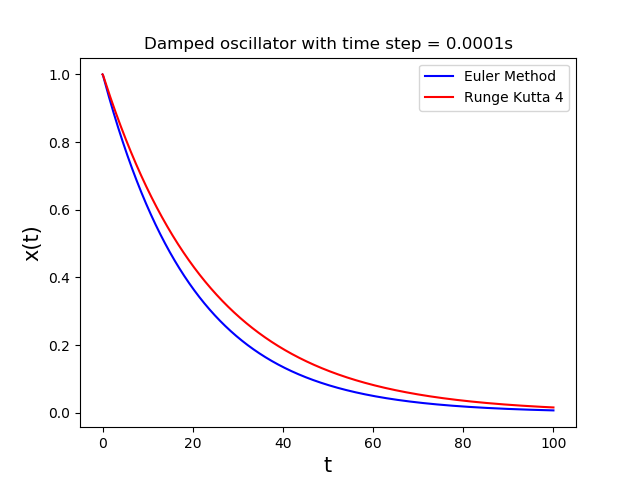 Damped oscillator with time step = 0.0001s
Euler Method
Runge Kutta 4
x(t)
1.0
0.8
0.6
0.4
0.2
0.0
0 20 40 60 80 100
t